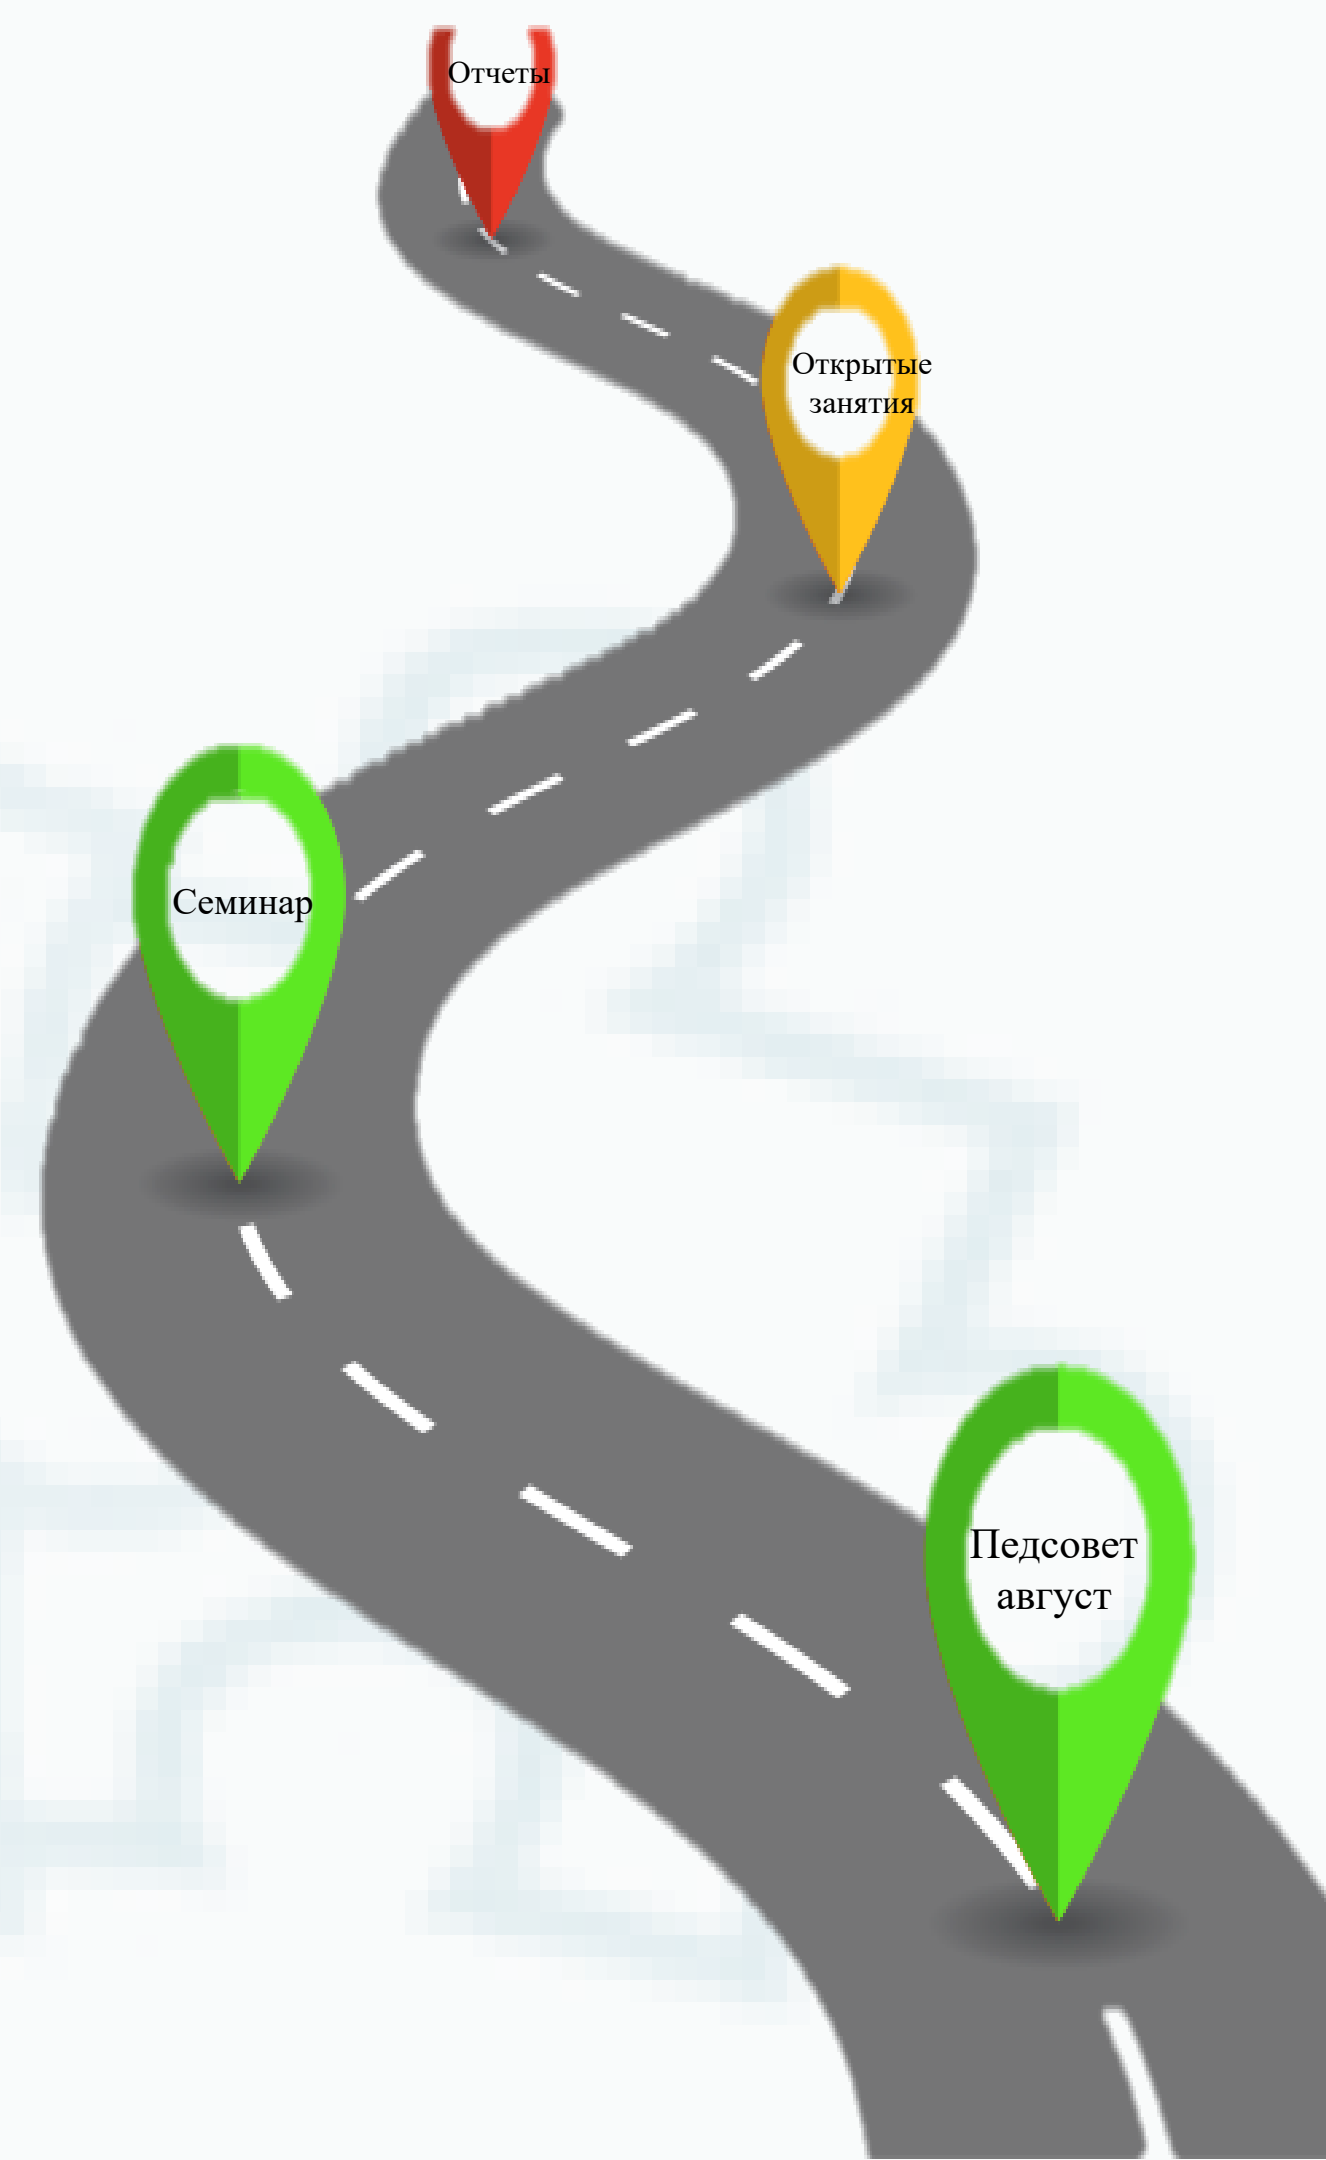 Отчеты
Открытые
занятия
Семинар
Педсовет
август